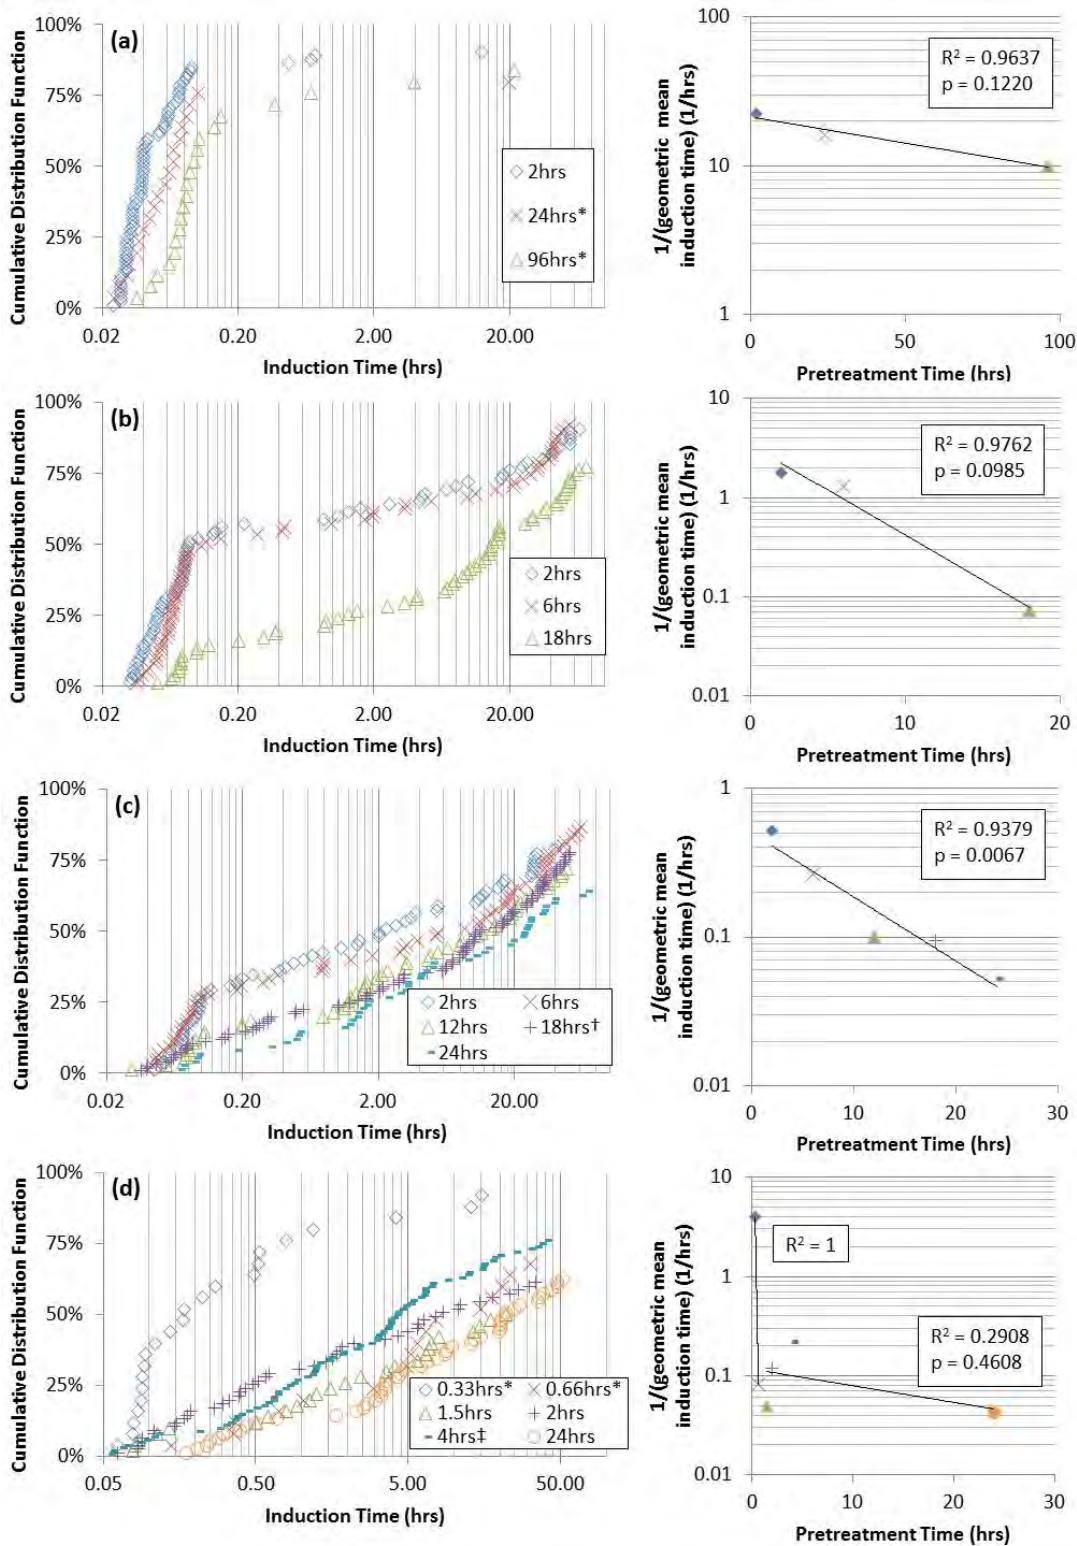 (a)
Cumulative Distribution Function
100%
75%
50%
25%
0%
0.02
0.20
2.00
20.00
Induction Time (hrs)
2hrs
24hrs*
96hrs*
1/(geometric mean
induction time) (1/hrs)
100
10
1
0
50
100
Pretreatment Time (hrs)
R² = 0.9637
p = 0.1220
(b)
Cumulative Distribution Function
100%
75%
50%
25%
0%
0.02
0.20
2.00
20.00
Induction Time (hrs)
2hrs
6hrs
18hrs
1/(geometric mean
induction time) (1/hrs)
10
1
0.1
0.01
0
10
20
Pretreatment Time (hrs)
R² = 0.9762
p = 0.0985
(c)
Cumulative Distribution Function
100%
75%
50%
25%
0%
0.02
0.20
2.00
20.00
Induction Time (hrs)
2hrs
6hrs
12hrs
18hrs†
24hrs
1/(geometric mean
induction time) (1/hrs)
1
0.1
0.01
0
10
20
30
Pretreatment Time (hrs)
R² = 0.9379
p = 0.0067
(d)
Cumulative Distribution Function
100%
75%
50%
25%
0%
0.05
0.50
5.00
50.00
Induction Time (hrs)
0.33hrs*
0.66hrs*
1.5hrs
2hrs
4hrs‡
24hrs
1/(geometric mean
induction time) (1/hrs)
10
1
0.1
0.01
0
10
20
30
Pretreatment Time (hrs)
R² = 1
R² = 0.2908
p = 0.4608